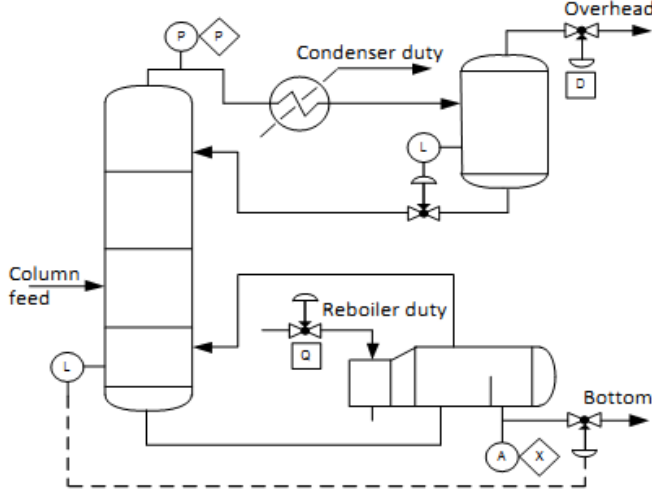 Overhead
P P
Condenser duty
D
L
Column
feed
Reboiler duty
Q
L
Bottom
A X